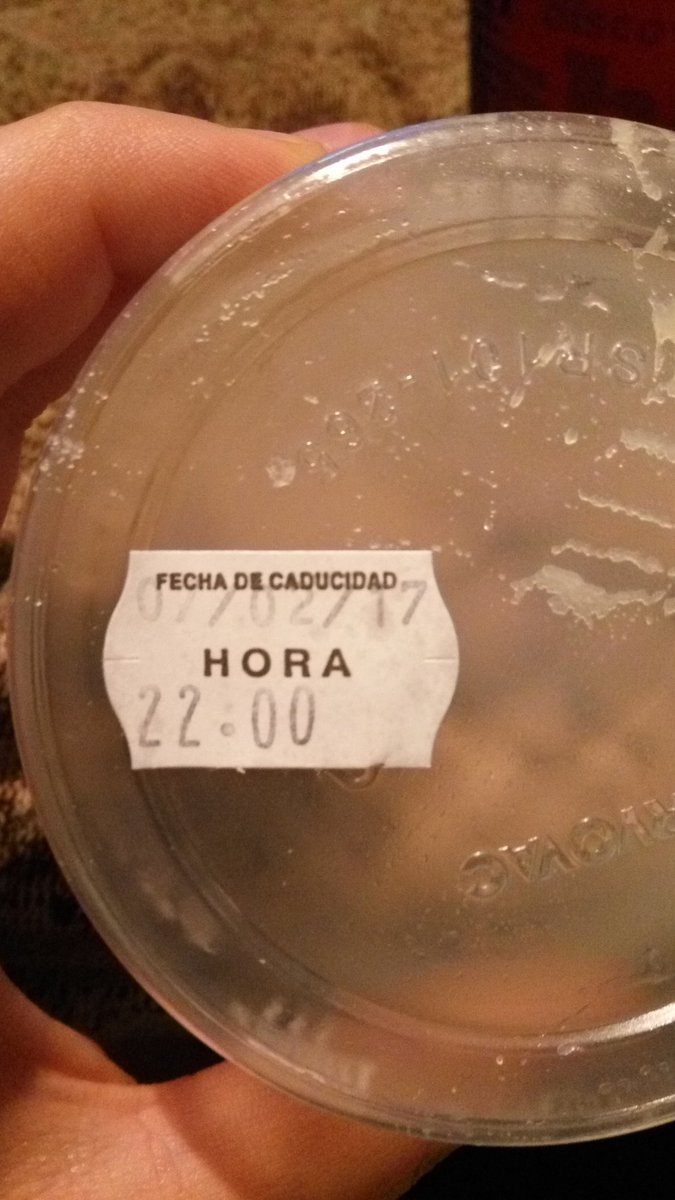 FECHA DE CADUCIDAD
07/02/17
HORA
22.00